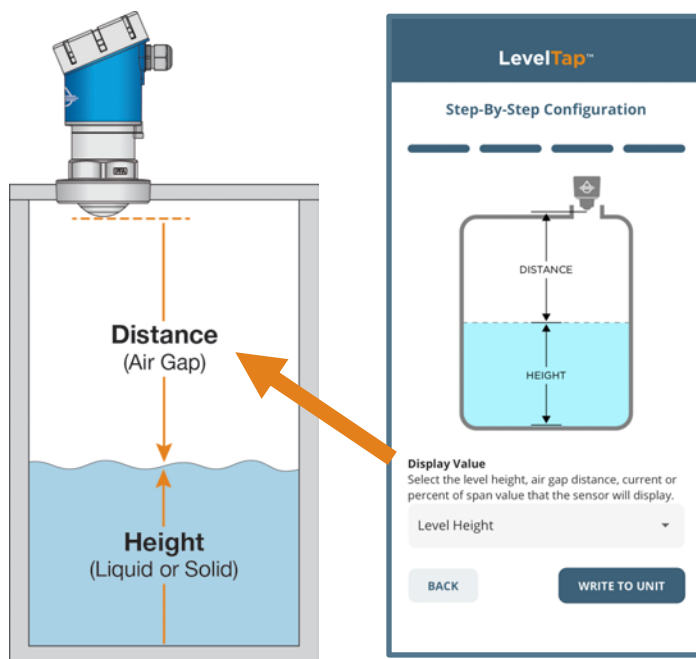 Distance
(Air Gap)
Height
(Liquid or Solid)
LevelTap™
Step-By-Step Configuration
DISTANCE
HEIGHT
Display Value
Select the level height, air gap distance, current or
percent of span value that the sensor will display.
Level Height
BACK
WRITE TO UNIT